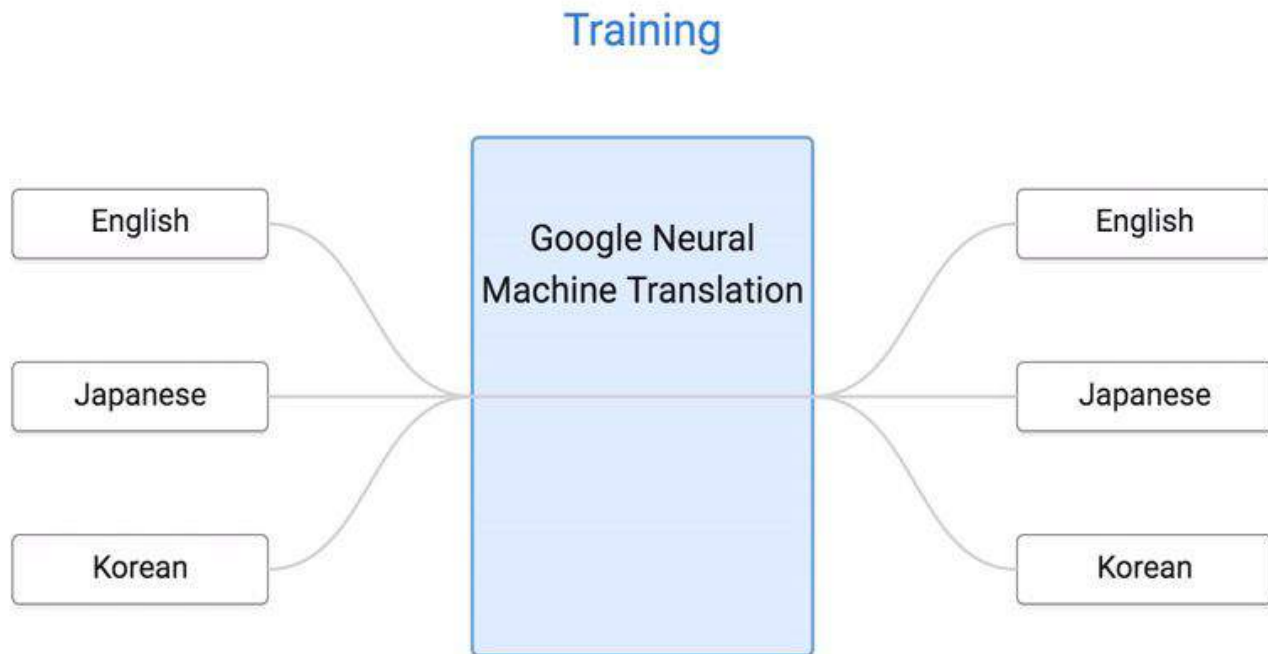 Training
English
Japanese
Korean
Google Neural
Machine Translation
English
Japanese
Korean